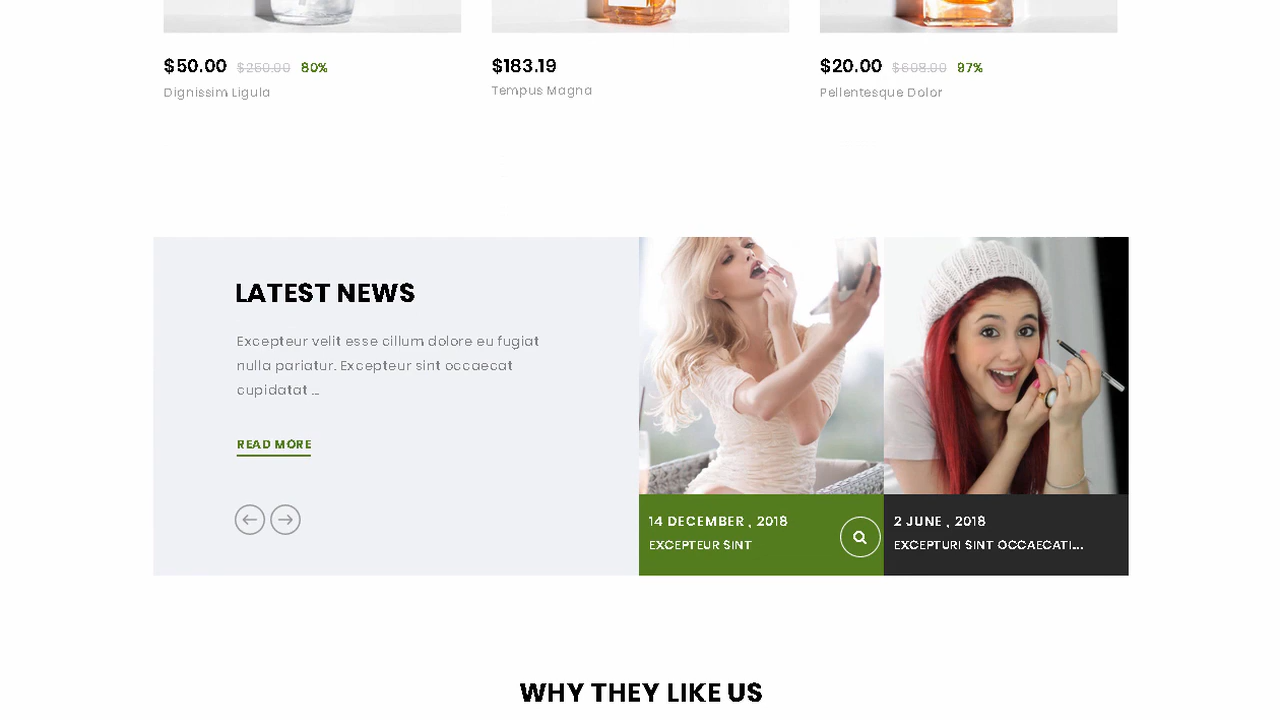 $50.00 $250.00 80%
Dignissim Ligula
$183.19
Tempus Magna
$20.00 $608.00 97%
Pellentesque Dolor
LATEST NEWS
Excepteur velit esse cillum dolore eu fugiat
nulla pariatur. Excepteur sint occaecat
cupidatat ...
READ MORE
14 DECEMBER , 2018
EXCEPTEUR SINT
2 JUNE , 2018
EXCEPTURI SINT OCCAECATI...
WHY THEY LIKE US